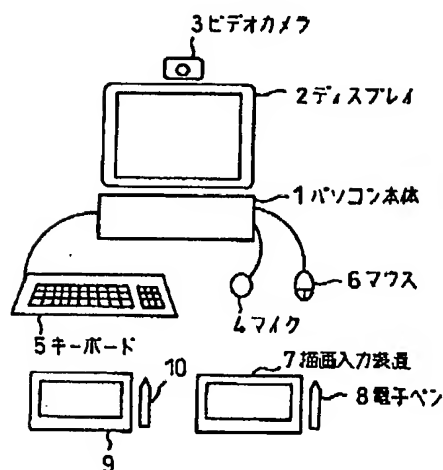 3 ビデオカメラ
2 ディスプレイ
1 パソコン本体
6 マウス
4 マイク
5 キーボード
7 描画入力装置
10
8 電子ペン
9